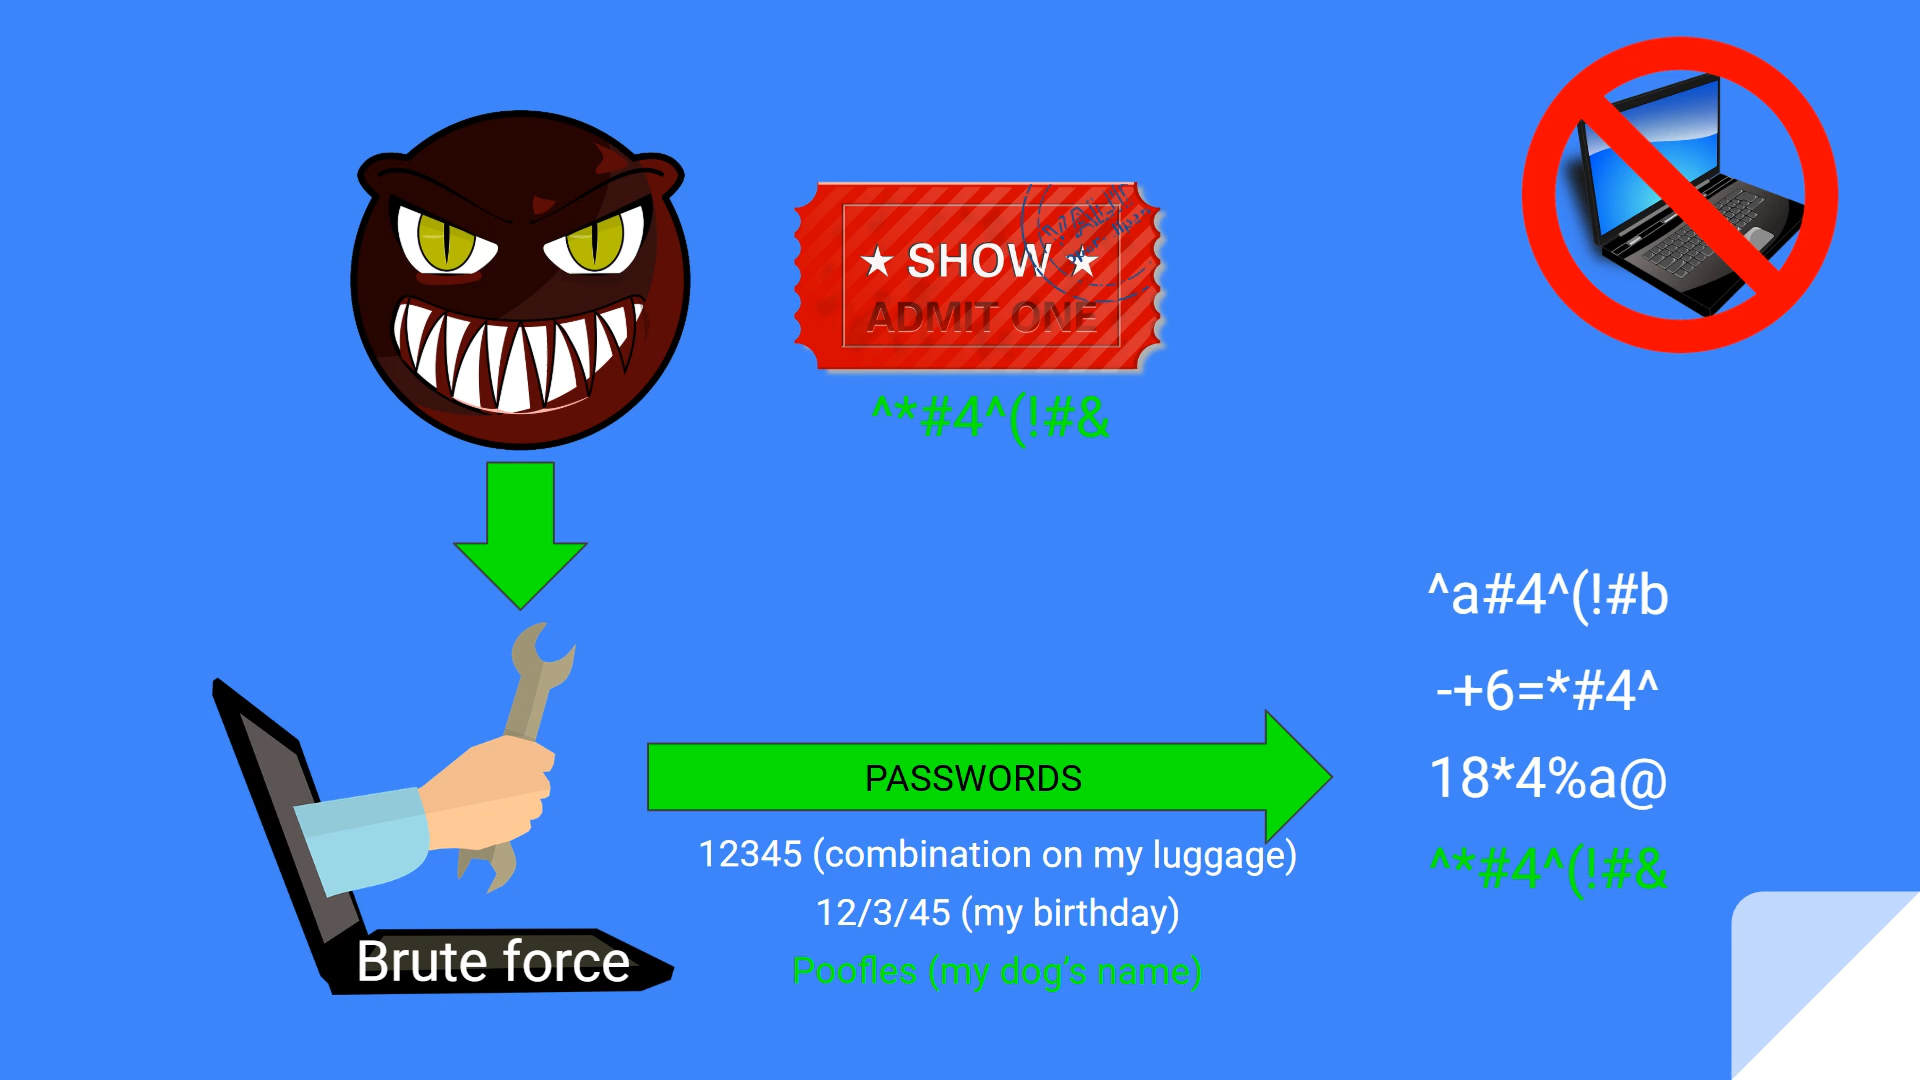 ★ SHOW ★
ADMIT ONE
^*#4^(!#&
^a#4^(!#b
-+6=*#4^
18*4%a@
^*#4^(!#&
PASSWORDS
12345 (combination on my luggage)
12/3/45 (my birthday)
Poofles (my dog's name)
Brute force